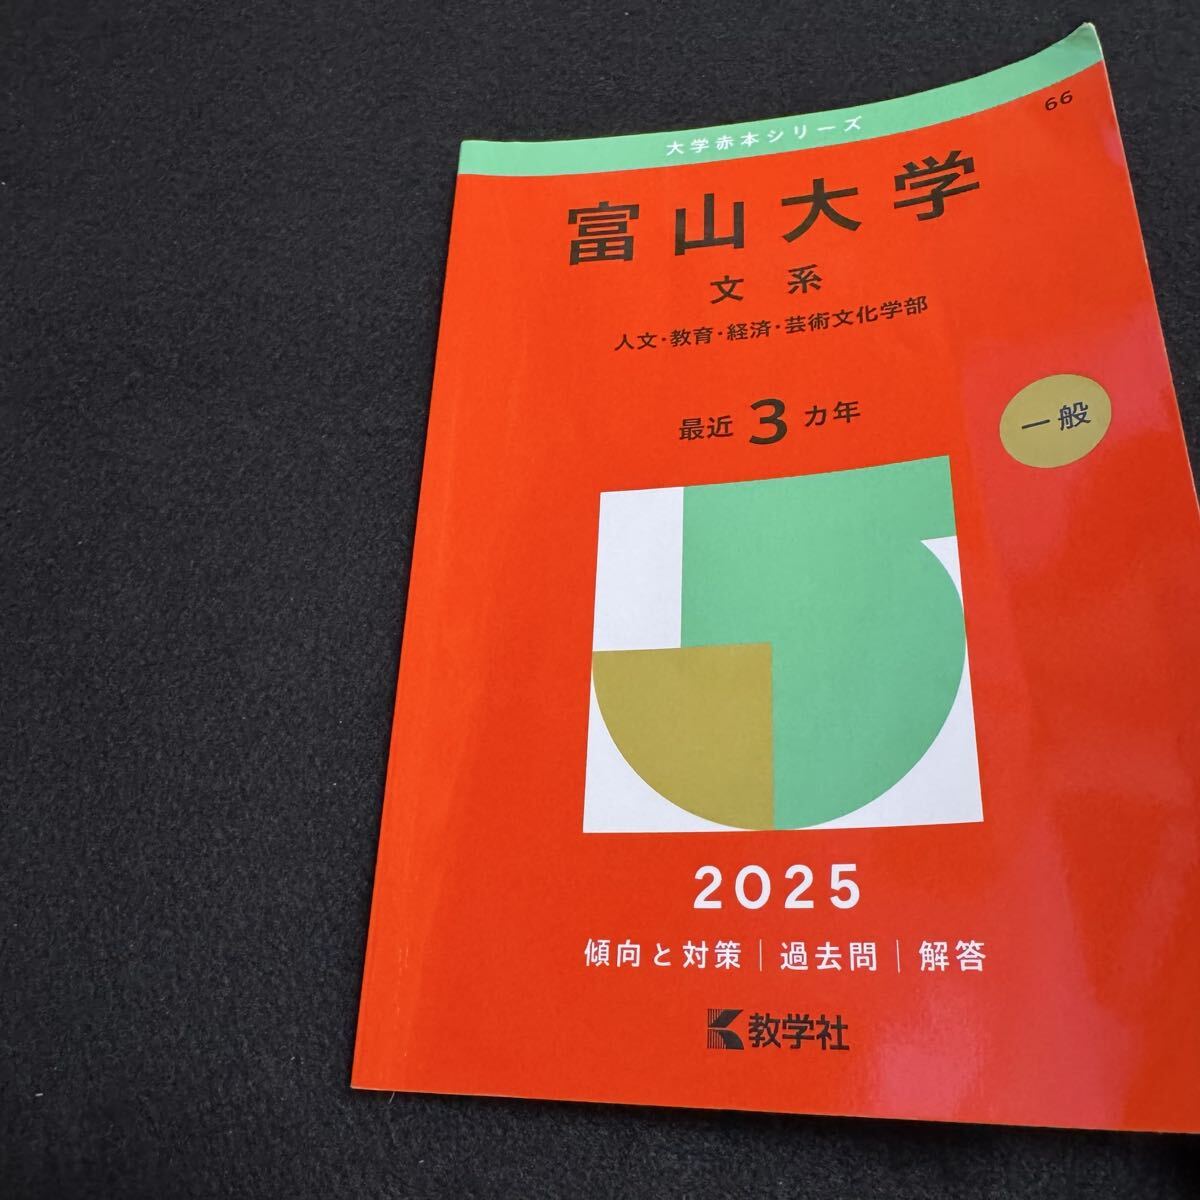 66
大学赤本シリーズ
富山大学
文系
人文・教育・経済・芸術文化学部
最近3カ年
一般
2025
傾向と対策｜過去問｜解答
教学社